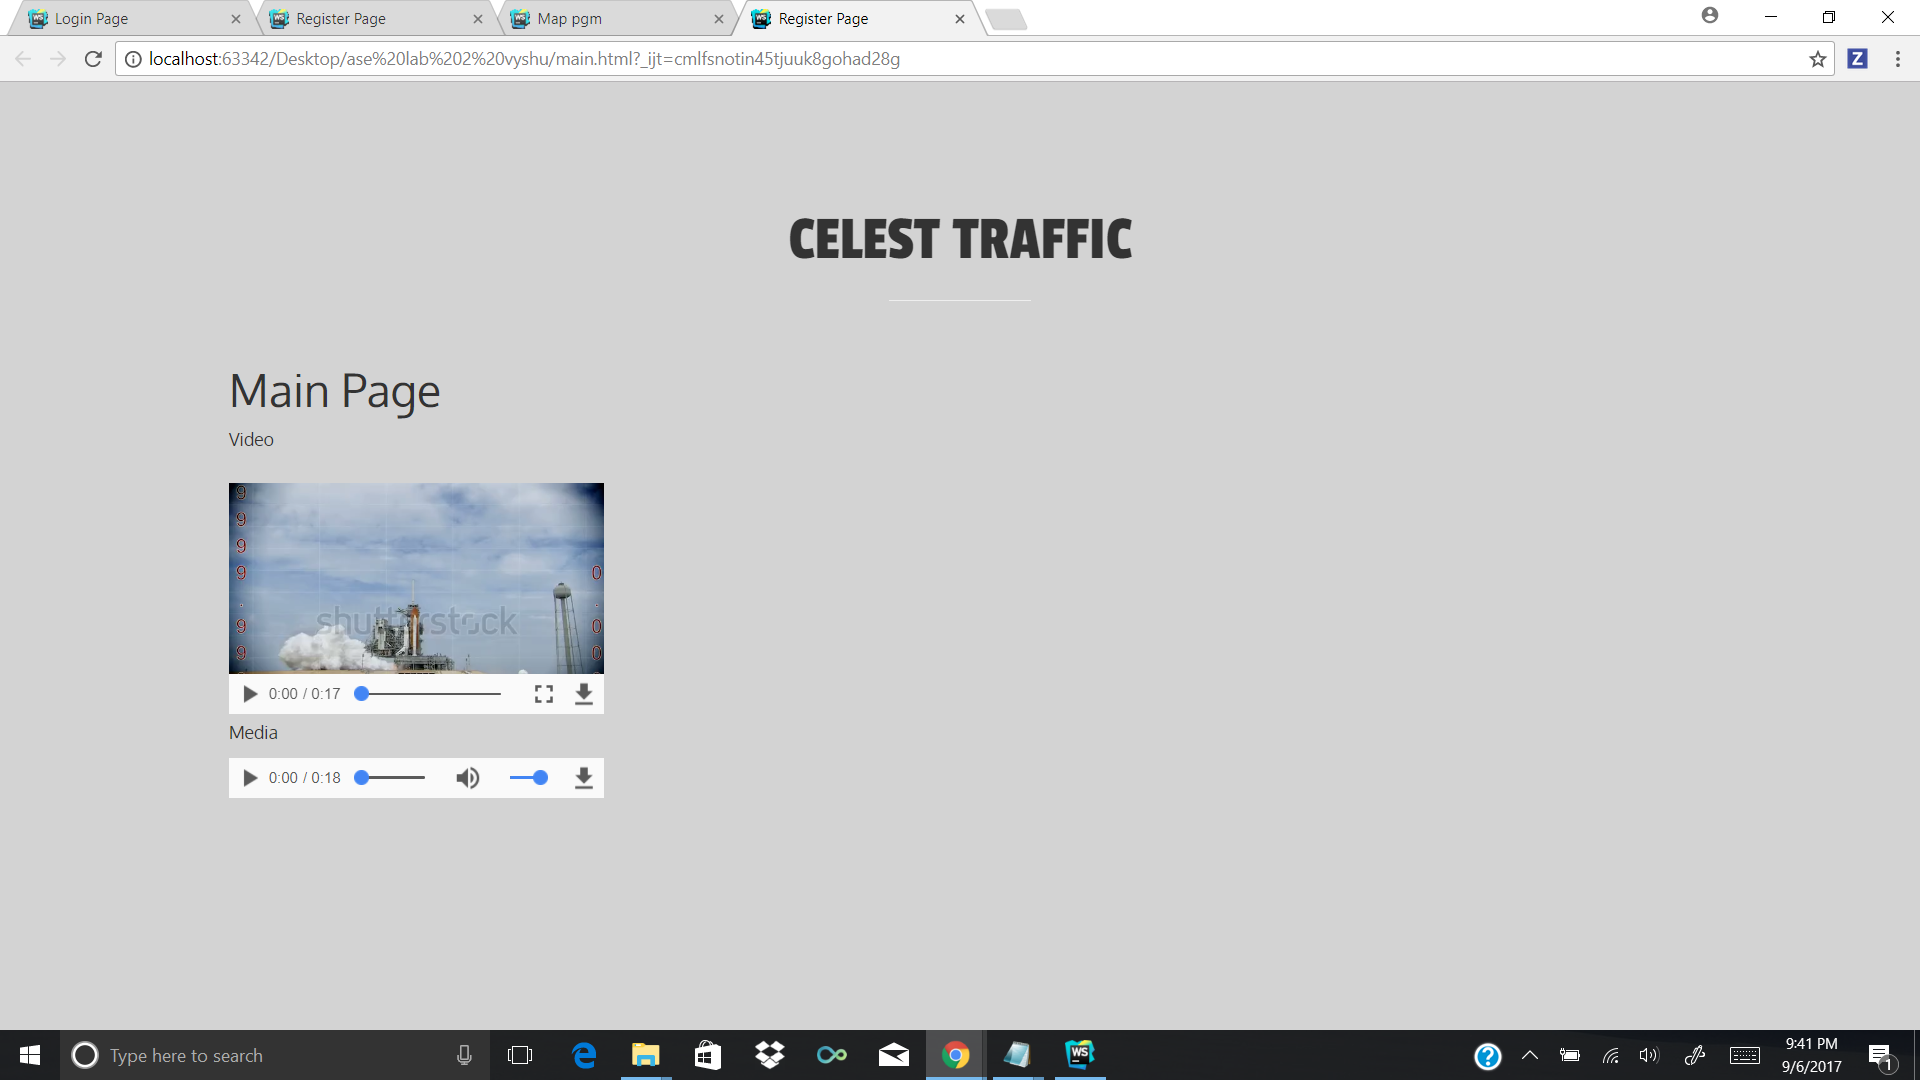 Login Page
Register Page
Map pgm
Register Page
localhost:63342/Desktop/ase%20lab%202%20vyshu/main.html?_ijt=cmlfsnotin45tjuuk8gohad28g
Z
CELEST TRAFFIC
Main Page
Video
9
9
9
9 0
. .
9 0
shutterstock
9 0
0:00 / 0:17
Media
0:00 / 0:18
Type here to search
WS
?
9:41 PM
9/6/2017
1